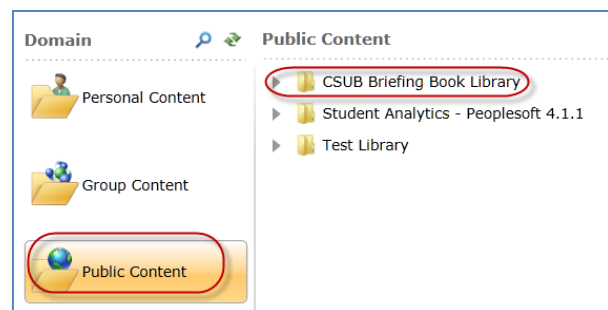 Domain
Personal Content
Group Content
Public Content
Public Content
CSUB Briefing Book Library
Student Analytics - Peoplesoft 4.1.1
Test Library